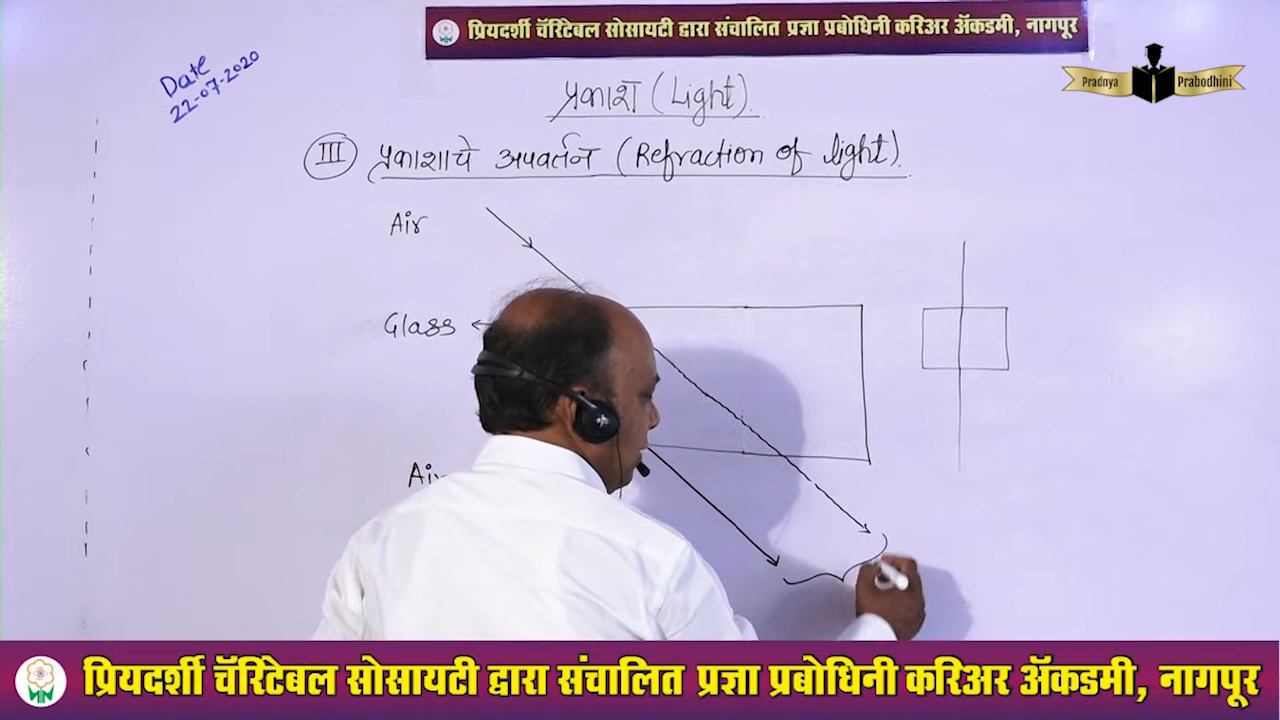 प्रियदर्शी चॅरिटेबल सोसायटी द्वारा संचालित प्रज्ञा प्रबोधिनी करिअर ॲकडमी, नागपूर
Pradnya Prabodhini
Date
22-07-2020
प्रकाश (Light).
III प्रकाशाचे अपवर्तन (Refraction of light).
Air
Glass
Air
प्रियदर्शी चॅरिटेबल सोसायटी द्वारा संचालित प्रज्ञा प्रबोधिनी करिअर ॲकडमी, नागपूर